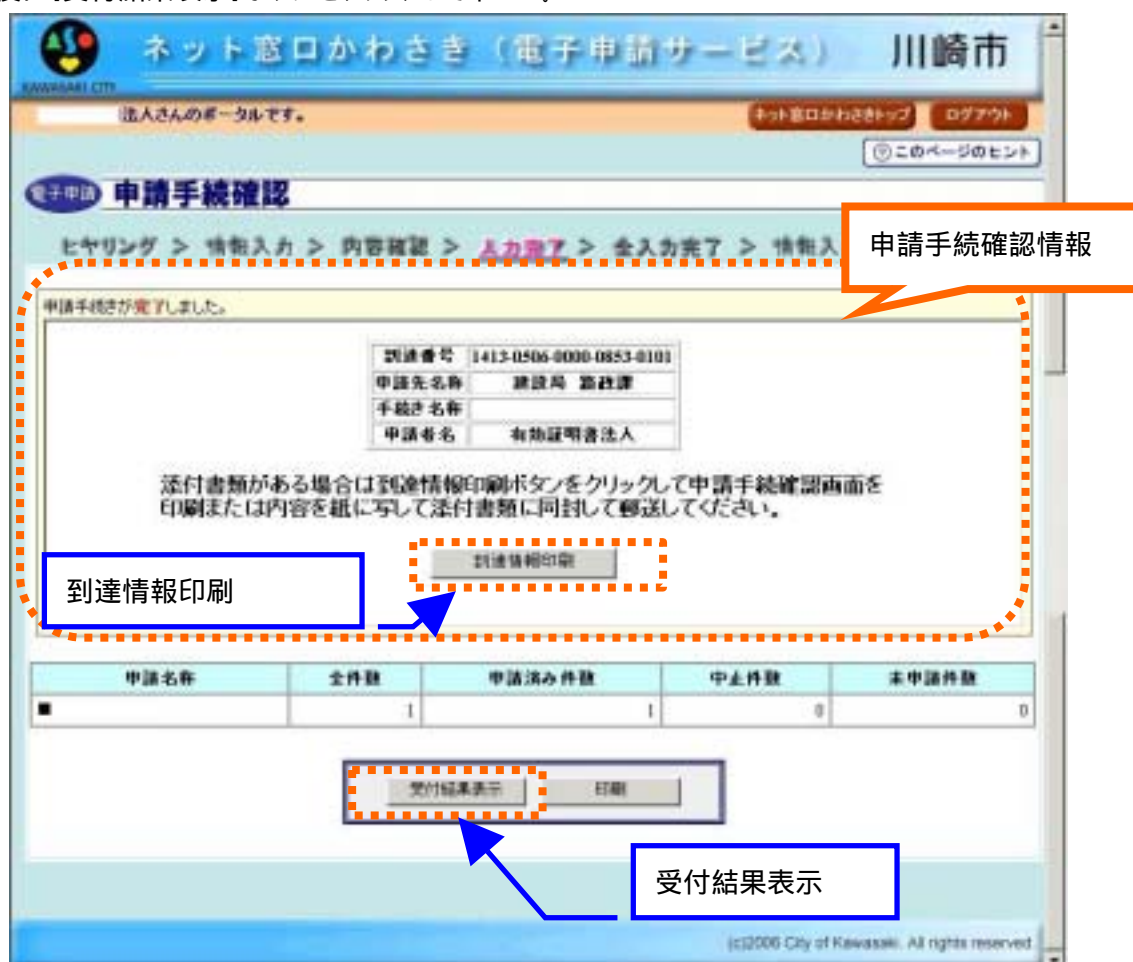 ネット窓口かわさき（電子申請サービス） 川崎市
KAWASAKI CITY
法人さんのポータルです。 ネット窓口かわさきトップ ログアウト
このページのヒント
電子申請 申請手続確認
ヒヤリング > 情報入力 > 内容確認 > 入力完了 > 全入力完了 > 情報入
申請手続確認情報
申請手続きが完了しました。
到達番号 1413-0506-0000-0853-0101
申請先名称 建設局 路政課
手続き名称
申請者名 有効証明書法人
添付書類がある場合は到達情報印刷ボタンをクリックして申請手続確認画面を
印刷または内容を紙に写して添付書類に同封して郵送してください。
到達情報印刷
到達情報印刷
申請名称 全件数 申請済み件数 中止件数 未申請件数
■ 1 1 0 0
受付結果表示 印刷
受付結果表示
(c)2006 City of Kawasaki. All rights reserved